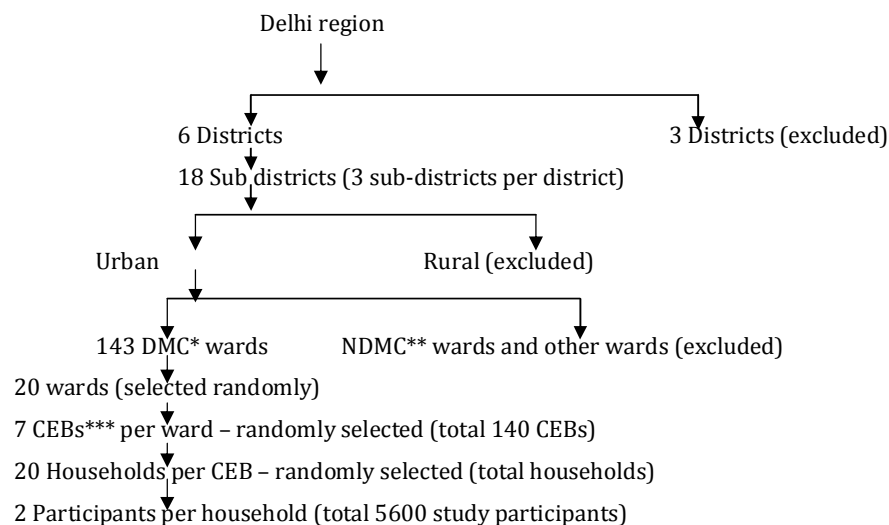 Delhi region
6 Districts
3 Districts (excluded)
18 Sub districts (3 sub-districts per district)
Urban
Rural (excluded)
143 DMC* wards
NDMC** wards and other wards (excluded)
20 wards (selected randomly)
7 CEBs*** per ward – randomly selected (total 140 CEBs)
20 Households per CEB – randomly selected (total households)
2 Participants per household (total 5600 study participants)